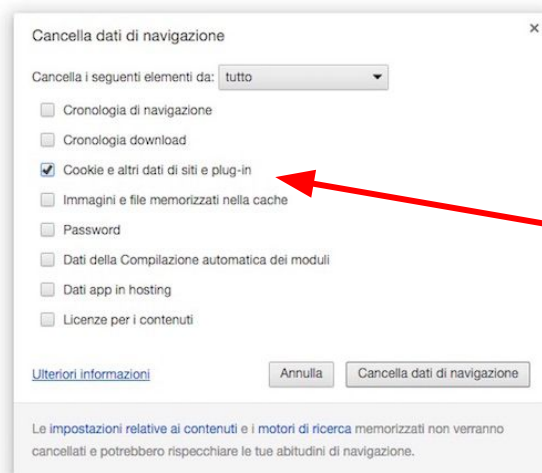 Cancella dati di navigazione
Cancella i seguenti elementi da: tutto
Cronologia di navigazione
Cronologia download
Cookie e altri dati di siti e plug-in
Immagini e file memorizzati nella cache
Password
Dati della Compilazione automatica dei moduli
Dati app in hosting
Licenze per i contenuti
Ulteriori informazioni Annulla Cancella dati di navigazione
Le impostazioni relative ai contenuti e i motori di ricerca memorizzati non verranno
cancellati e potrebbero rispecchiare le tue abitudini di navigazione.